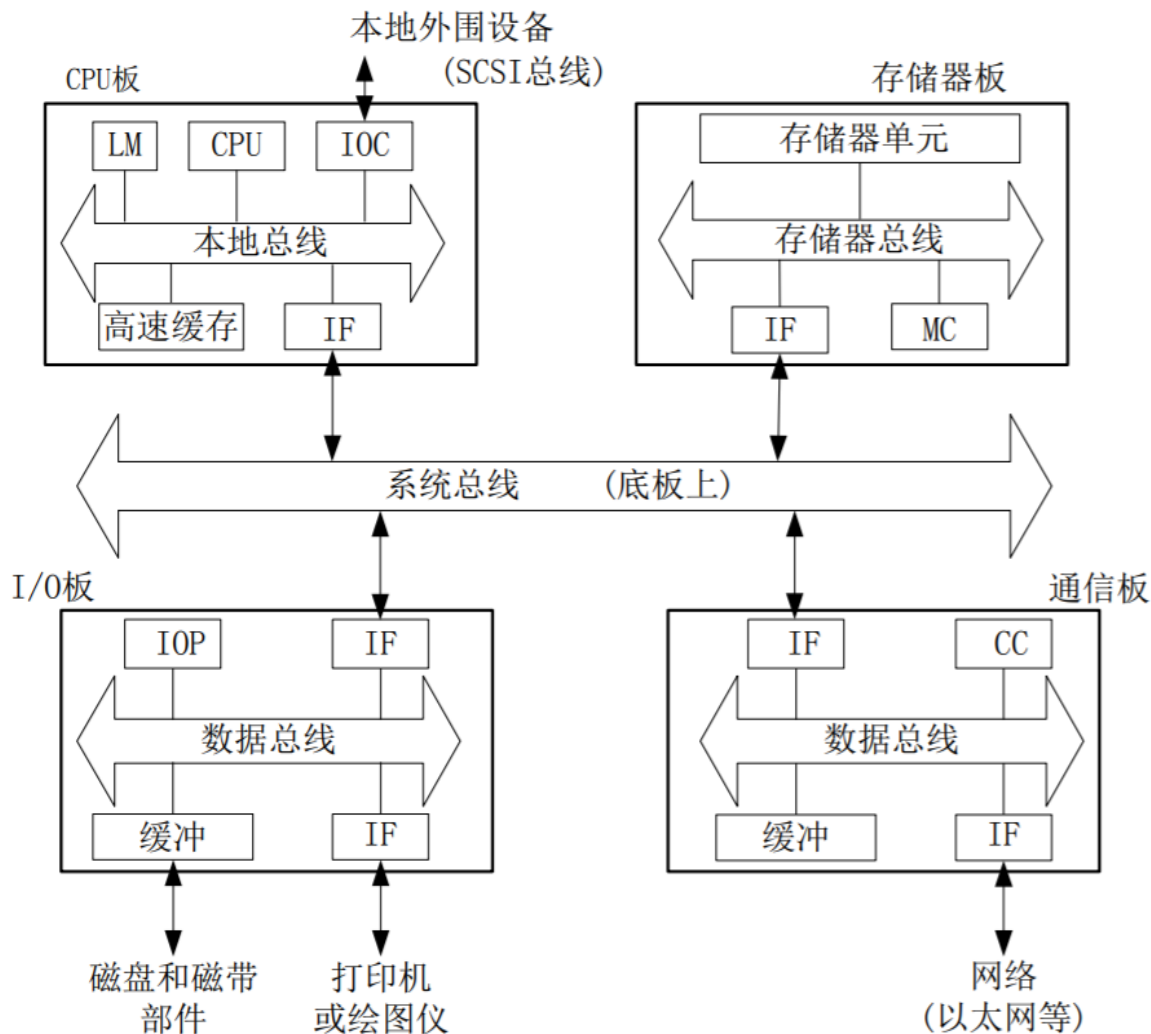 本地外围设备
(SCSI总线)
CPU板
存储器板
LM
CPU
IOC
存储器单元
本地总线
存储器总线
高速缓存
IF
IF
MC
系统总线 (底板上)
I/O板
通信板
IOP
IF
IF
CC
数据总线
数据总线
缓冲
IF
缓冲
IF
磁盘和磁带
部件
打印机
或绘图仪
网络
(以太网等)